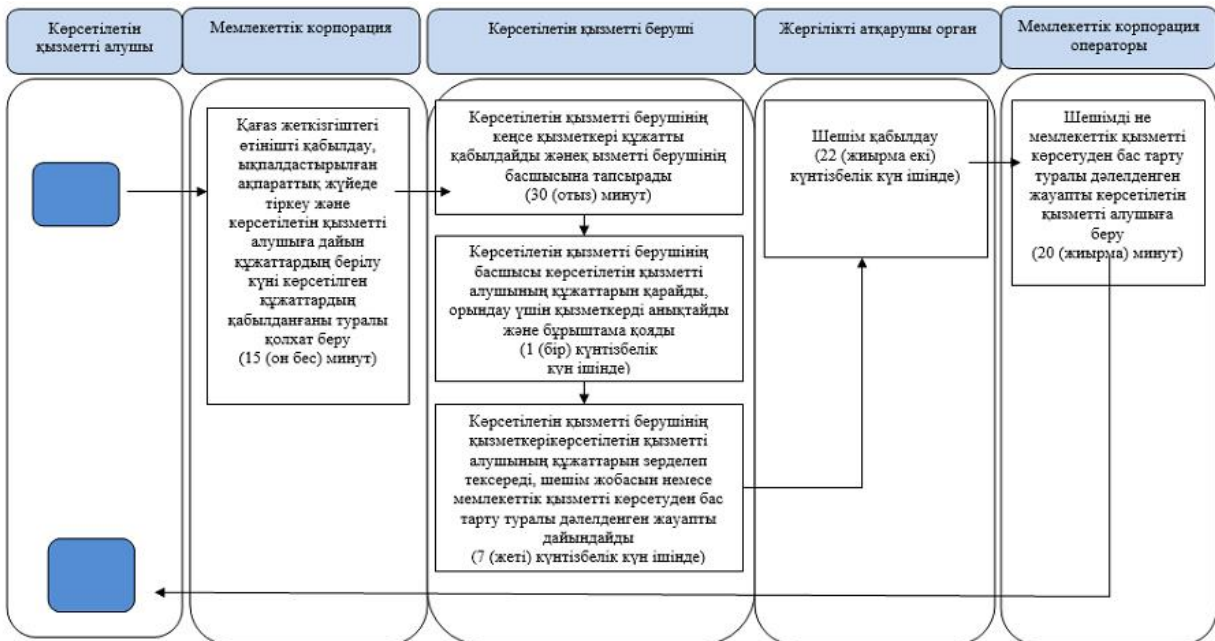 Көрсетілетін
қызметті алушы
Мемлекеттік корпорация
Көрсетілетін қызметті беруші
Жергілікті атқарушы орган
Мемлекеттік корпорация
операторы
Қағаз жеткізгіштегі
өтінішті қабылдау,
ықпалдастырылған
ақпараттық жүйеде
тіркеу және
көрсетілетін қызметті
алушыға дайын
құжаттардың берілу
күні көрсетілген
құжаттардың
қабылданғаны туралы
қолхат беру
(15 (он бес) минут)
Көрсетілетін қызметті берушінің
кеңсе қызметкері құжатты
қабылдайды жәнек ызметті берушінің
басшысына тапсырады
(30 (отыз) минут)
Көрсетілетін қызметті берушінің
басшысы көрсетілетін қызметті
алушының құжаттарын қарайды,
орындау үшін қызметкерді анықтайды
және бұрыштама қояды
(1 (бір) күнтізбелік
күн ішінде)
Көрсетілетін қызметті берушінің
қызметкерікөрсетілетін қызметті
алушының құжаттарын зерделеп
тексереді, шешім жобасын немесе
мемлекеттік қызметті көрсетуден бас
тарту туралы дәлелденген жауапты
дайындайды
(7 (жеті) күнтізбелік күн ішінде)
Шешім қабылдау
(22 (жиырма екі)
күнтізбелік күн ішінде)
Шешімді не
мемлекеттік қызметті
көрсетуден бас тарту
туралы дәлелденген
жауапты көрсетілетін
қызметті алушыға
беру
(20 (жиырма) минут)